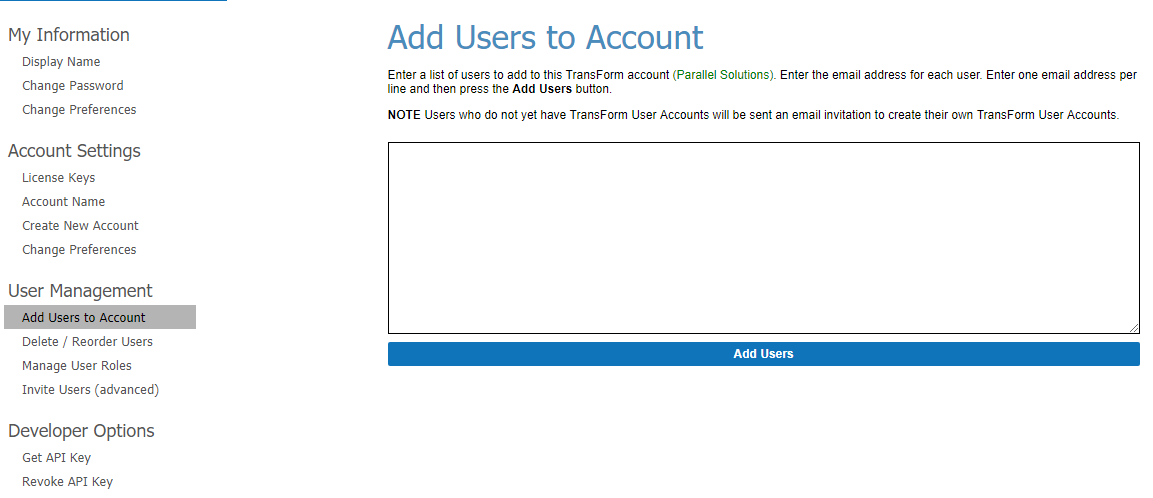 My Information
Display Name
Change Password
Change Preferences
Account Settings
License Keys
Account Name
Create New Account
Change Preferences
User Management
Add Users to Account
Delete / Reorder Users
Manage User Roles
Invite Users (advanced)
Developer Options
Get API Key
Revoke API Key
Add Users to Account
Enter a list of users to add to this TransForm account (Parallel Solutions). Enter the email address for each user. Enter one email address per
line and then press the Add Users button.
NOTE Users who do not yet have TransForm User Accounts will be sent an email invitation to create their own TransForm User Accounts.
Add Users